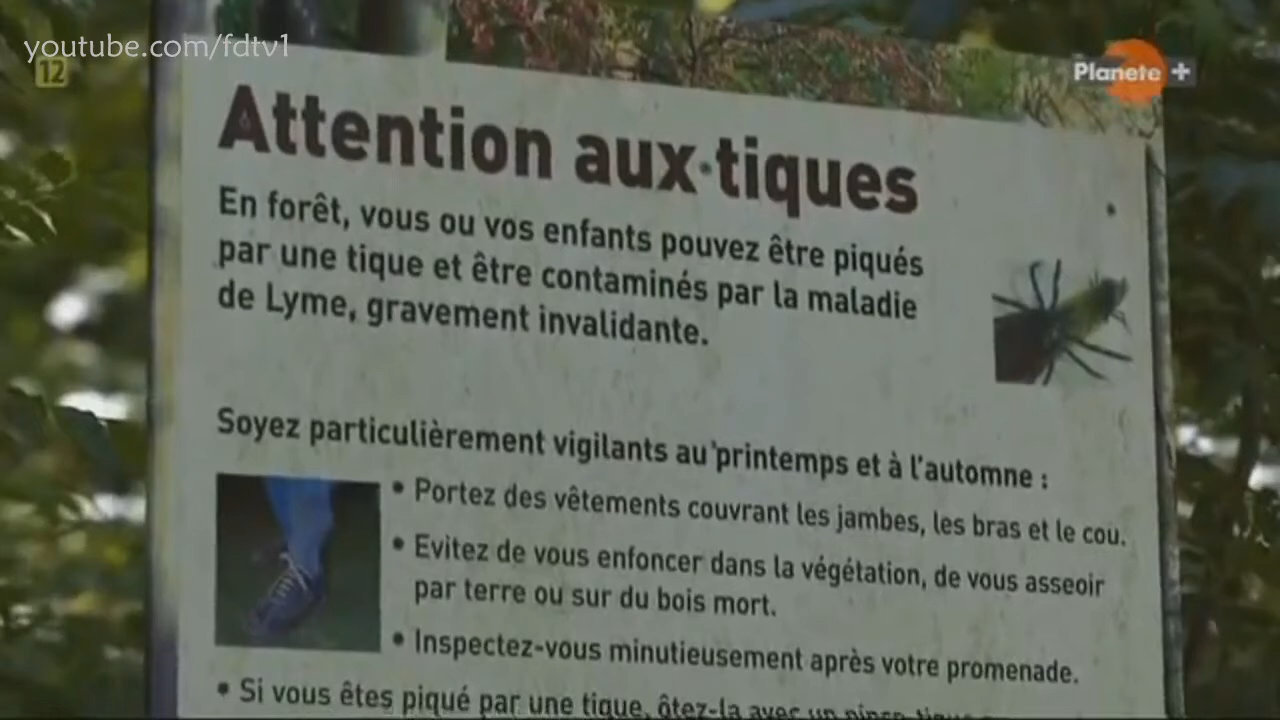 youtube.com/fdtv1
12
Planete +
Attention aux tiques
En forêt, vous ou vos enfants pouvez être piqués
par une tique et être contaminés par la maladie
de Lyme, gravement invalidante.
Soyez particulièrement vigilants au printemps et à l'automne :
• Portez des vêtements couvrant les jambes, les bras et le cou.
• Evitez de vous enfoncer dans la végétation, de vous asseoir
par terre ou sur du bois mort.
• Inspectez-vous minutieusement après votre promenade.
• Si vous êtes piqué par une tique, ôtez-la avec un